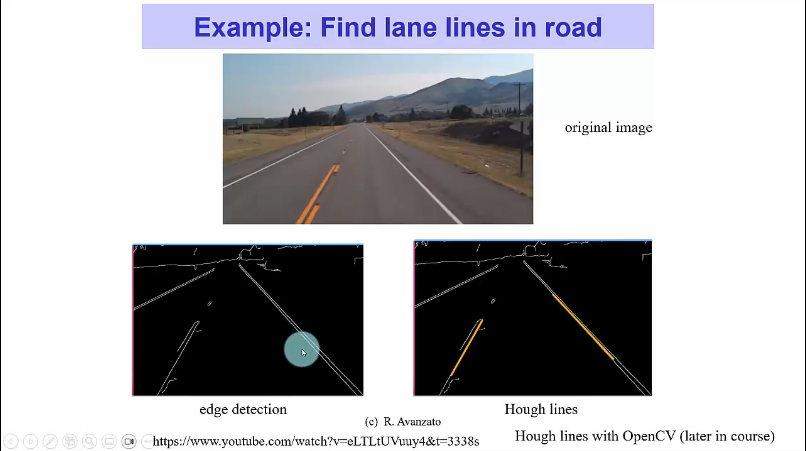 Example: Find lane lines in road
original image
edge detection
Hough lines
(c) R. Avanzato
https://www.youtube.com/watch?v=eLTLtUVuuy4&t=3338s
Hough lines with OpenCV (later in course)